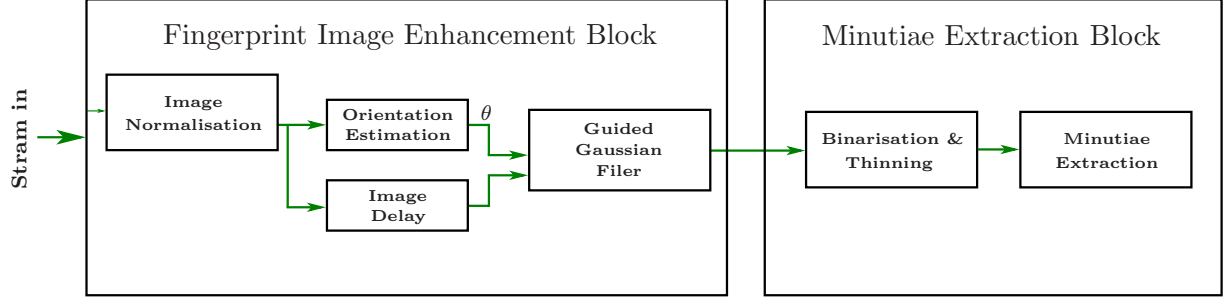 Fingerprint Image Enhancement Block
Minutiae Extraction Block
Stram in
Image
Normalisation
Orientation
Estimation
θ
Image
Delay
Guided
Gaussian
Filer
Binarisation &
Thinning
Minutiae
Extraction